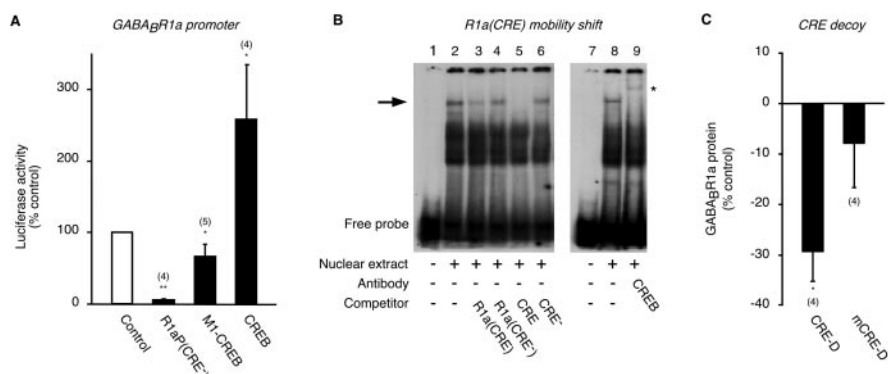 A
GABABR1a promoter
Luciferase activity
(% control)
300
200
100
0
(4)
**
(5)
*
(4)
*
Control
R1aP(CRE-)
M1-CREB
CREB
B
R1a(CRE) mobility shift
1 2 3 4 5 6 7 8 9
*
Free probe
Nuclear extract - + + + + + - + +
Antibody CREB
Competitor R1a(CRE) R1a(CRE-) CRE CRE-
C
CRE decoy
GABABR1a protein
(% control)
10
0
-10
-20
-30
-40
*
(4)
(4)
CRE-D
mCRE-D